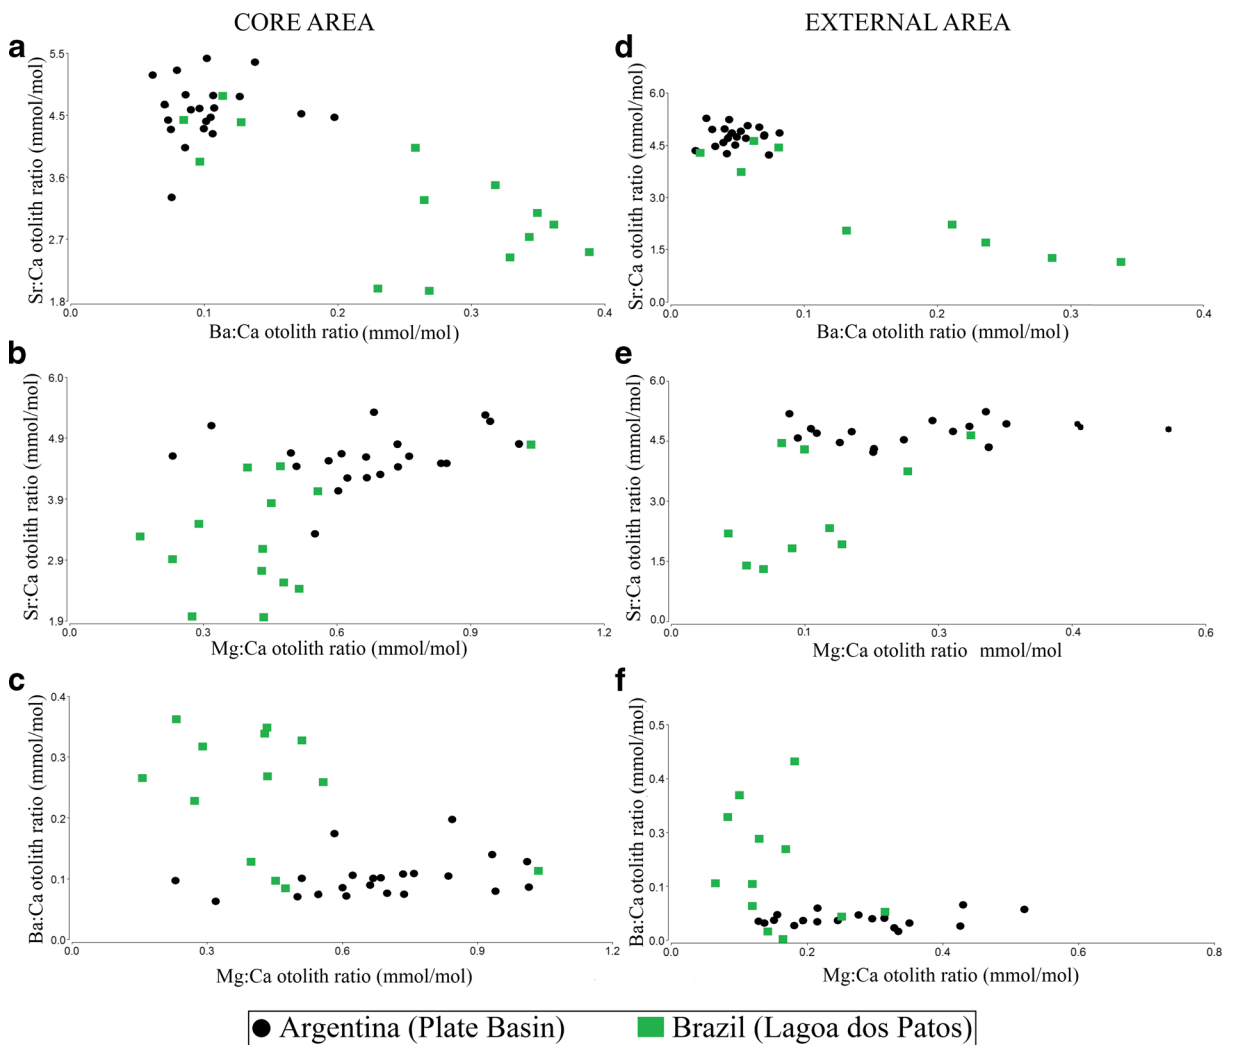 CORE AREA
EXTERNAL AREA
a
Sr:Ca otolith ratio (mmol/mol)
5.5
4.5
3.6
2.7
1.8
0.0
0.1
0.2
0.3
0.4
Ba:Ca otolith ratio (mmol/mol)
d
Sr:Ca otolith ratio (mmol/mol)
6.0
4.5
3.0
1.5
0.0
0.0
0.1
0.2
0.3
0.4
Ba:Ca otolith ratio (mmol/mol)
b
Sr:Ca otolith ratio (mmol/mol)
6.0
4.9
3.9
2.9
1.9
0.0
0.3
0.6
0.9
1.2
Mg:Ca otolith ratio (mmol/mol)
e
Sr:Ca otolith ratio (mmol/mol)
6.0
4.5
3.0
1.5
0.0
0.0
0.1
0.3
0.4
0.6
Mg:Ca otolith ratio mmol/mol
c
Ba:Ca otolith ratio (mmol/mol)
0.4
0.3
0.2
0.1
0.0
0.0
0.3
0.6
0.9
1.2
Mg:Ca otolith ratio (mmol/mol)
f
Ba:Ca otolith ratio (mmol/mol)
0.5
0.4
0.3
0.1
0.0
0.0
0.2
0.4
0.6
0.8
Mg:Ca otolith ratio (mmol/mol)
Argentina (Plate Basin)
Brazil (Lagoa dos Patos)